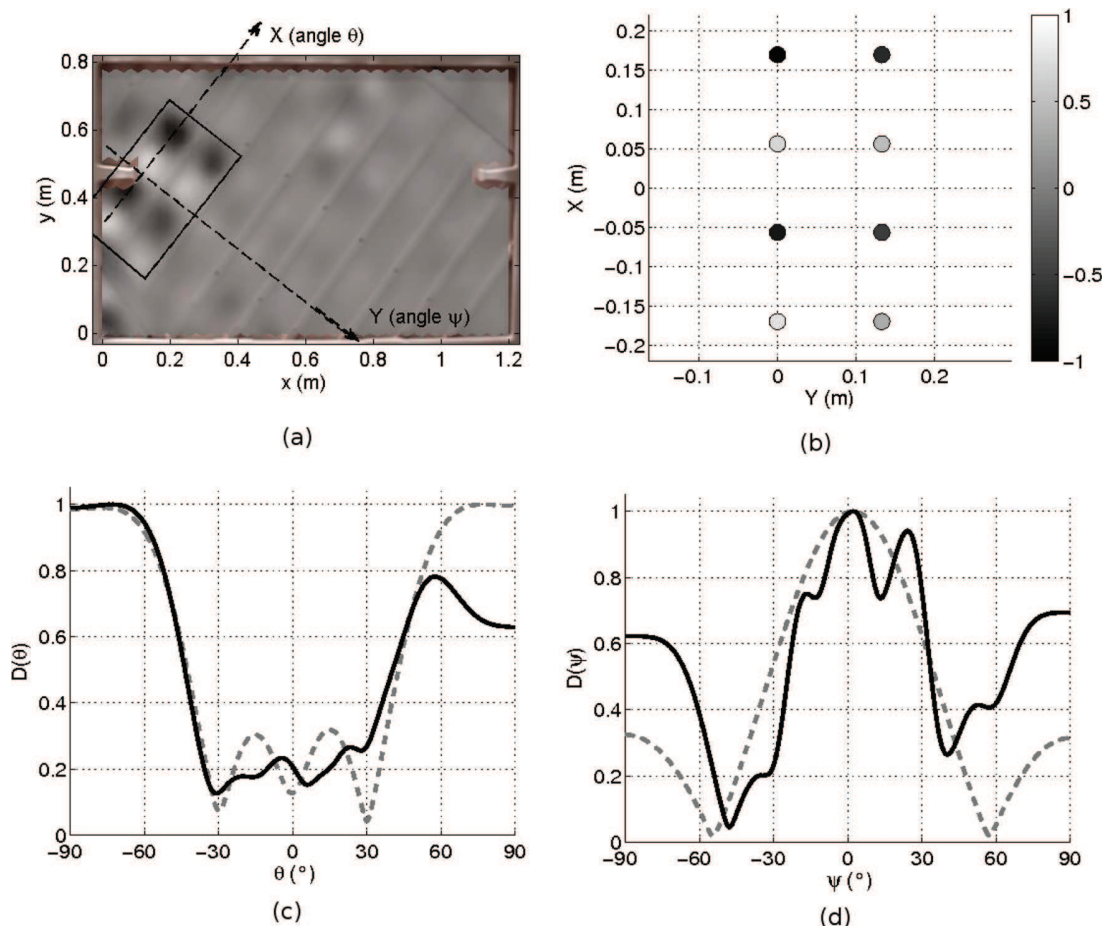 X (angle θ)
0.8
0.6
0.4
0.2
0
y (m)
Y (angle ψ)
0 0.2 0.4 0.6 0.8 1 1.2
x (m)
(a)
0.2
0.15
0.1
0.05
0
−0.05
−0.1
−0.15
−0.2
X (m)
−0.1 0 0.1 0.2
Y (m)
1
0.5
0
−0.5
−1
(b)
1
0.8
0.6
0.4
0.2
0
D(θ)
−90 −60 −30 0 30 60 90
θ (°)
(c)
1
0.8
0.6
0.4
0.2
0
D(ψ)
−90 −60 −30 0 30 60 90
ψ (°)
(d)